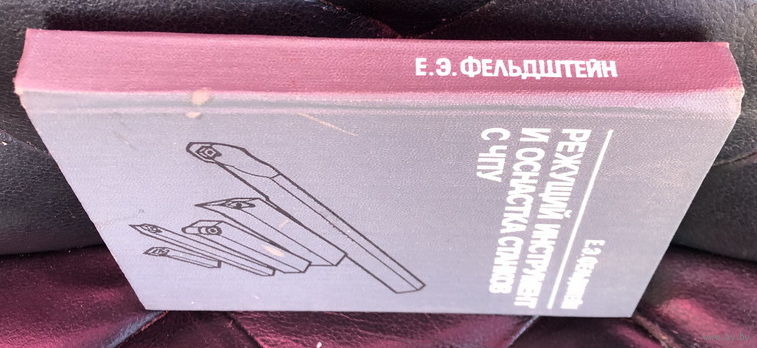 Е.Э.ФЕЛЬДШТЕЙН
Е.Э.ФЕЛЬДШТЕЙН
РЕЖУЩИЙ ИНСТРУМЕНТ
И ОСНАСТКА СТАНКОВ
С ЧПУ